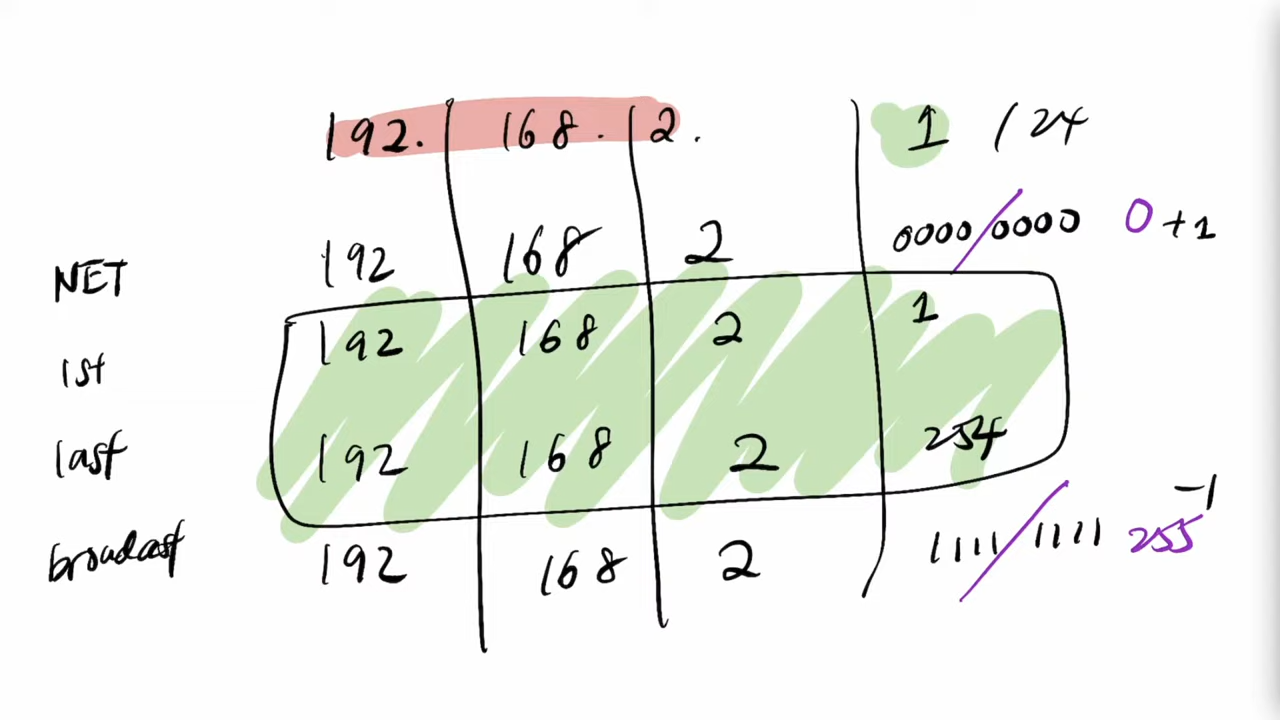 192. 168. 2. 1 /24
NET 192 168 2 0000 0000 0 +1
1st 192 168 2 1
last 192 168 2 254
broadcast 192 168 2 1111 1111 255 -1